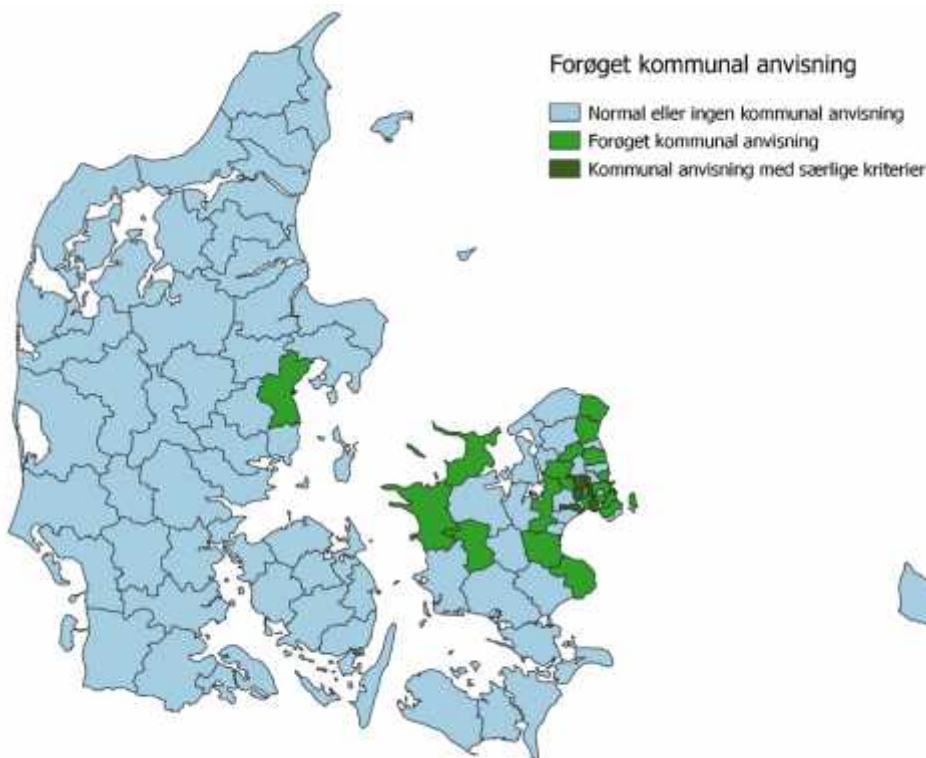 Forøget kommunal anvisning
Normal eller ingen kommunal anvisning
Forøget kommunal anvisning
Kommunal anvisning med særlige kriterier